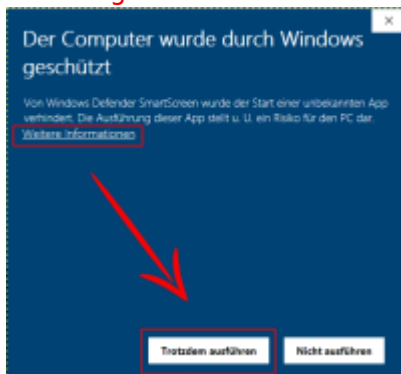 Der Computer wurde durch Windows
geschützt
Von Windows Defender SmartScreen wurde der Start einer unbekannten App
verhindert. Die Ausführung dieser App stellt u. U. ein Risiko für den PC dar.
Weitere Informationen
Trotzdem ausführen
Nicht ausführen